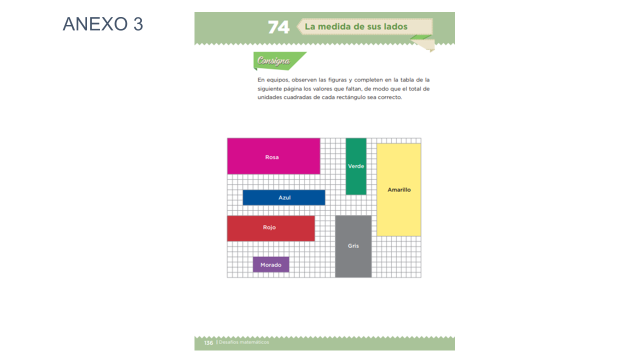 ANEXO 3
74 La medida de sus lados
Consigna
En equipos, observen las figuras y completen en la tabla de la
siguiente página los valores que faltan, de modo que el total de
unidades cuadradas de cada rectángulo sea correcto.
Rosa
Verde
Amarillo
Azul
Rojo
Gris
Morado
136 Desafíos matemáticos